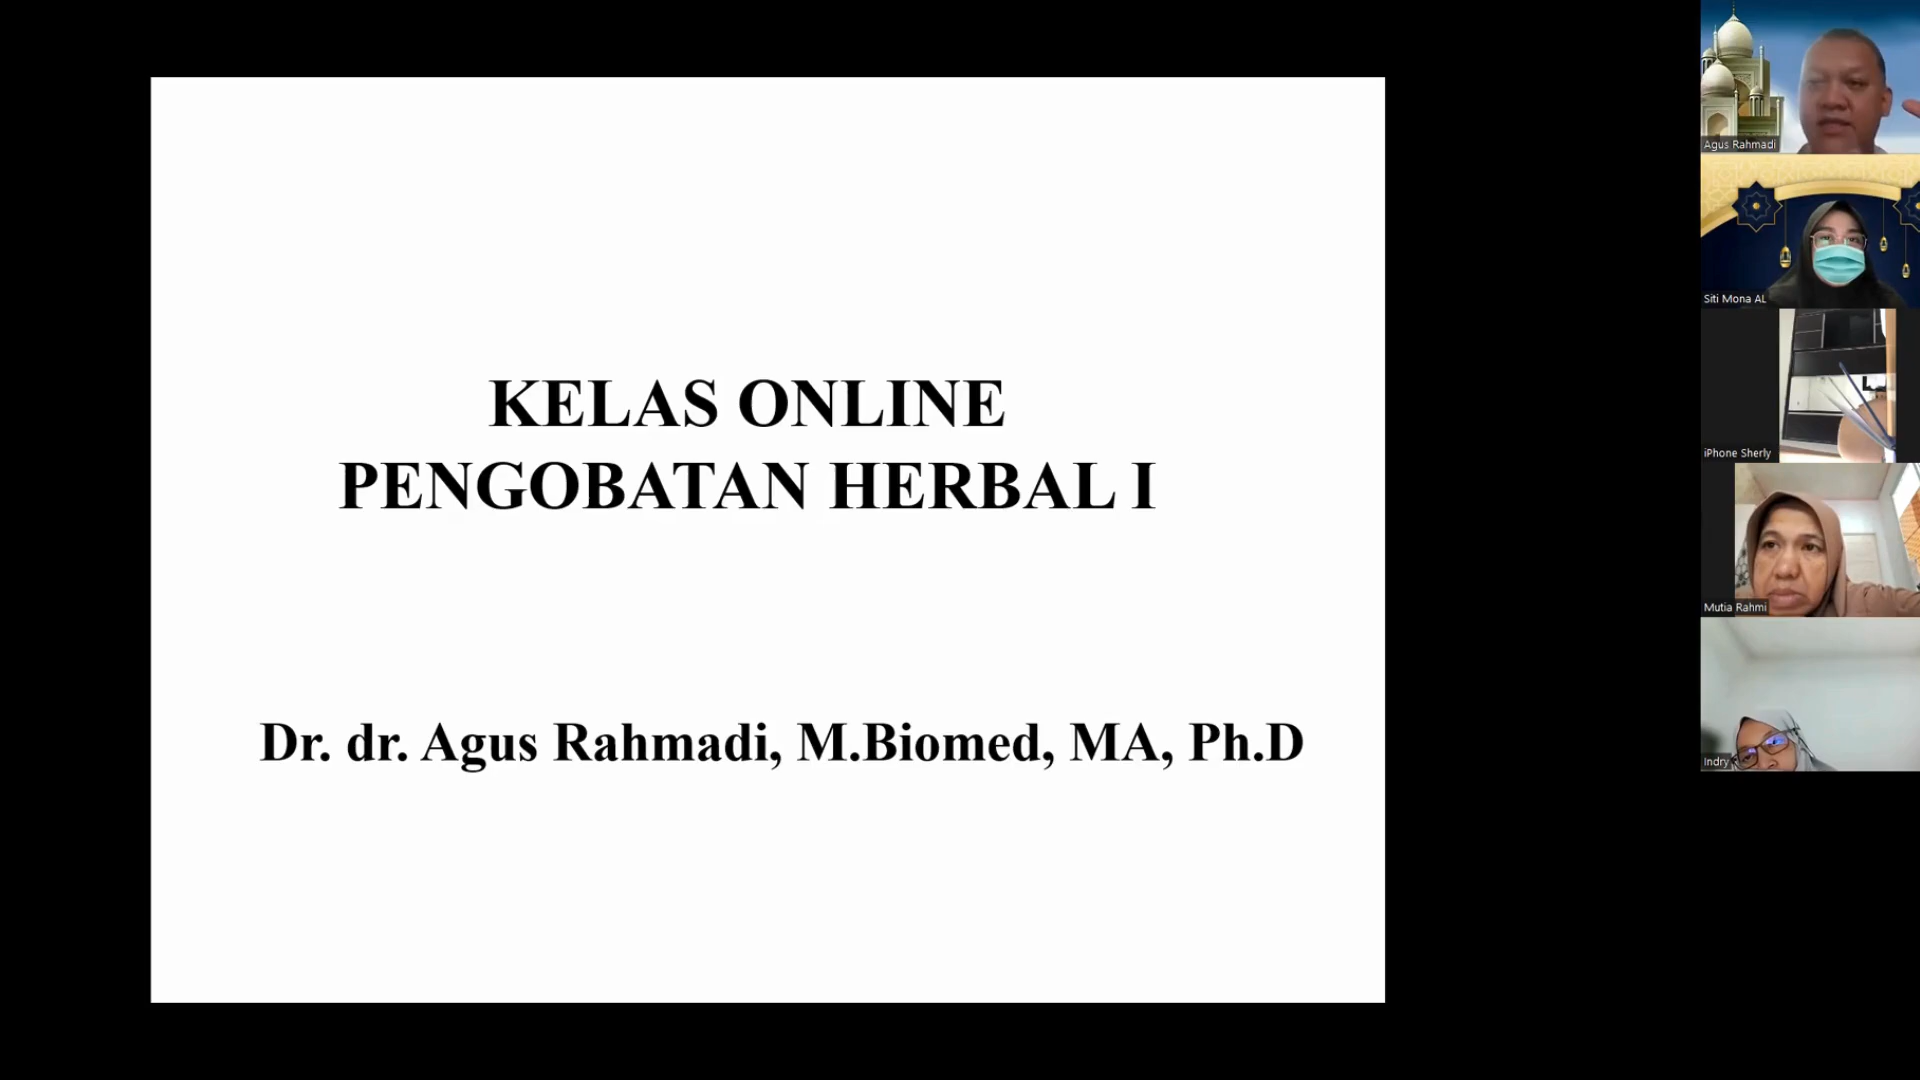 KELAS ONLINE
PENGOBATAN HERBAL I
Dr. dr. Agus Rahmadi, M.Biomed, MA, Ph.D
Agus Rahmadi
Siti Mona AL
iPhone Sherly
Mutia Rahmi
Indry